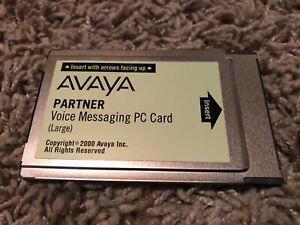 ▲ Insert with arrows facing up ▲
AVAYA
PARTNER
Voice Messaging PC Card
(Large)
Insert
Copyright © 2000 Avaya Inc.
All Rights Reserved